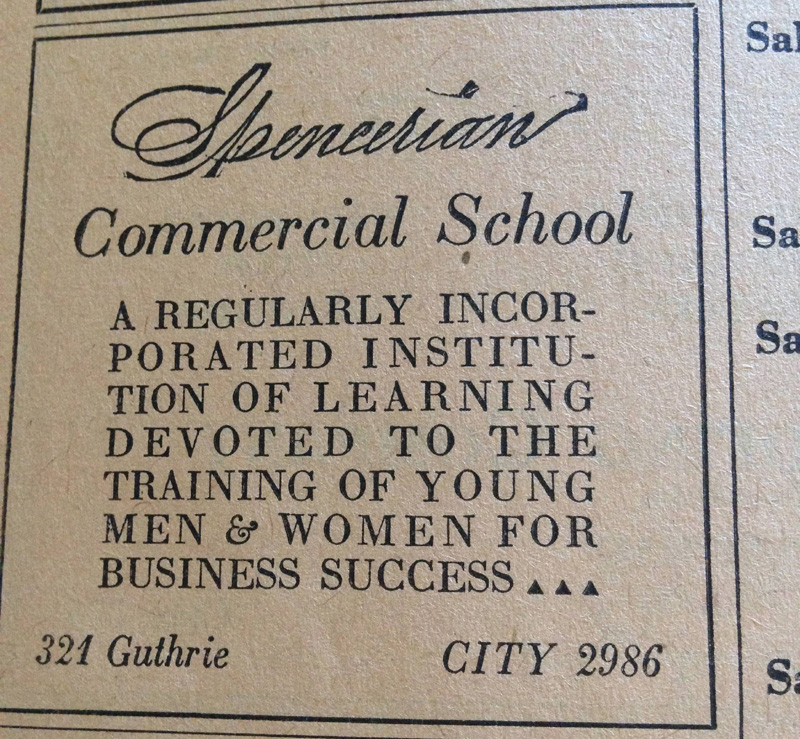 Spencerian
Commercial School
A REGULARLY INCOR-
PORATED INSTITU-
TION OF LEARNING
DEVOTED TO THE
TRAINING OF YOUNG
MEN & WOMEN FOR
BUSINESS SUCCESS ▲▲▲
321 Guthrie CITY 2986